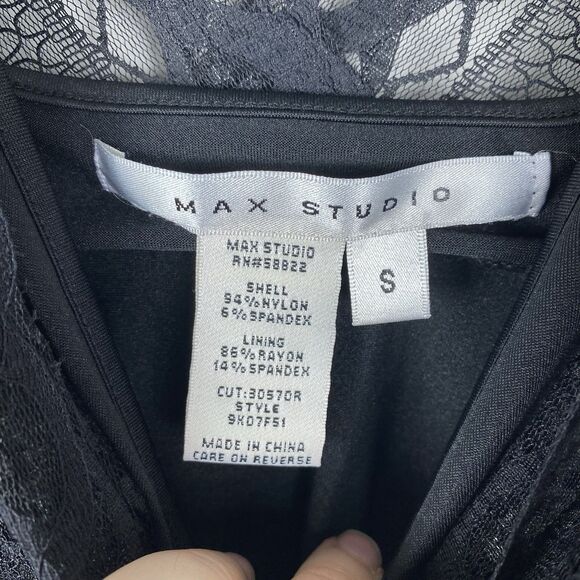 MAX STUDIO
MAX STUDIO
RN#58822
S
SHELL
94%NYLON
6%SPANDEX
LINING
86%RAYON
14%SPANDEX
CUT:30570R
STYLE
9KD7F51
MADE IN CHINA
CARE ON REVERSE